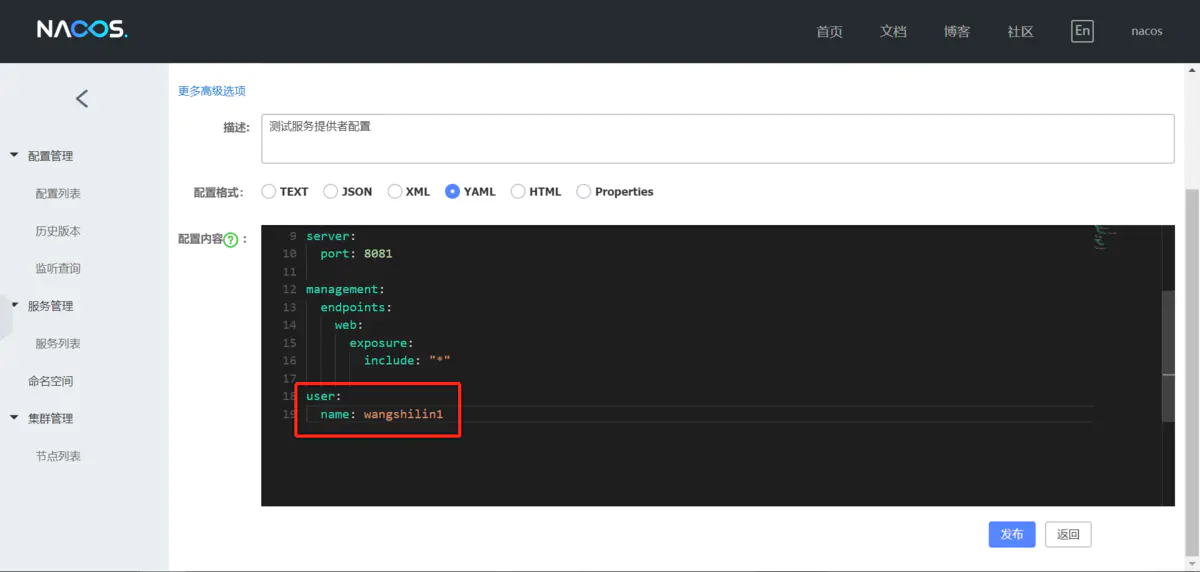 NACOS.
首页 文档 博客 社区 En nacos
更多高级选项
描述: 测试服务提供者配置
配置管理
配置列表
历史版本
监听查询
服务管理
服务列表
命名空间
集群管理
节点列表
配置格式: TEXT JSON XML YAML HTML Properties
配置内容?:
9 server:
10 port: 8081
11
12 management:
13 endpoints:
14 web:
15 exposure:
16 include: "*"
17
18 user:
19 name: wangshilin1
发布 返回